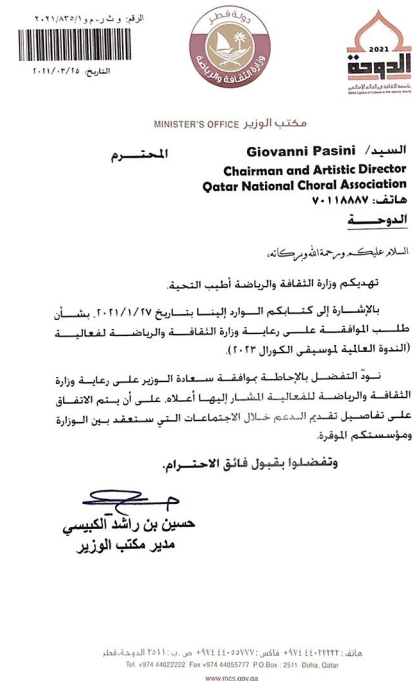 الرقم: و ث ر - م و/٢٠٢١/٨٣٥/١
التاريخ: ٢٠٢١/٠٣/٢٥
دولة قطر
وزارة الثقافة والرياضة
2021
الدوحة
عاصمة الثقافة في العالم الإسلامي
Doha Capital of Culture in the Islamic World
مكتب الوزير MINISTER'S OFFICE
السيد/ Giovanni Pasini المحتـــرم
Chairman and Artistic Director
Qatar National Choral Association
هاتف: ٧٠١١٨٨٨٧
الدوحـــة
السلام عليكم ورحمة الله وبركاته،
تهديكم وزارة الثقافة والرياضة أطيب التحية.
بالإشارة إلى كتابكم الوارد إلينا بتاريخ ٢٠٢١/١/٢٧، بشأن
طلب الموافقة على رعاية وزارة الثقافة والرياضة لفعالية
(الندوة العالمية لموسيقى الكورال ٢٠٢٣).
نودّ التفضل بالإحاطة بموافقة سعادة الوزير على رعاية وزارة
الثقافة والرياضة للفعالية المشار إليها أعلاه، على أن يتم الاتفاق
على تفاصيل تقديم الدعم خلال الاجتماعات التي ستعقد بين الوزارة
ومؤسستكم الموقرة.
وتفضلوا بقبول فائق الاحترام،
حسين بن راشد الكبيسي
مدير مكتب الوزير
هاتف : ٤٤٠٢٢٢٢٢ ٩٧٤+ فاكس : ٤٤٠٥٥٧٧٧ ٩٧٤+ ص.ب : ٢٥١١ الدوحة،قطر
Tel. +974 44022222 Fax +974 44055777 P.O.Box : 2511 Doha, Qatar
www.mcs.gov.qa